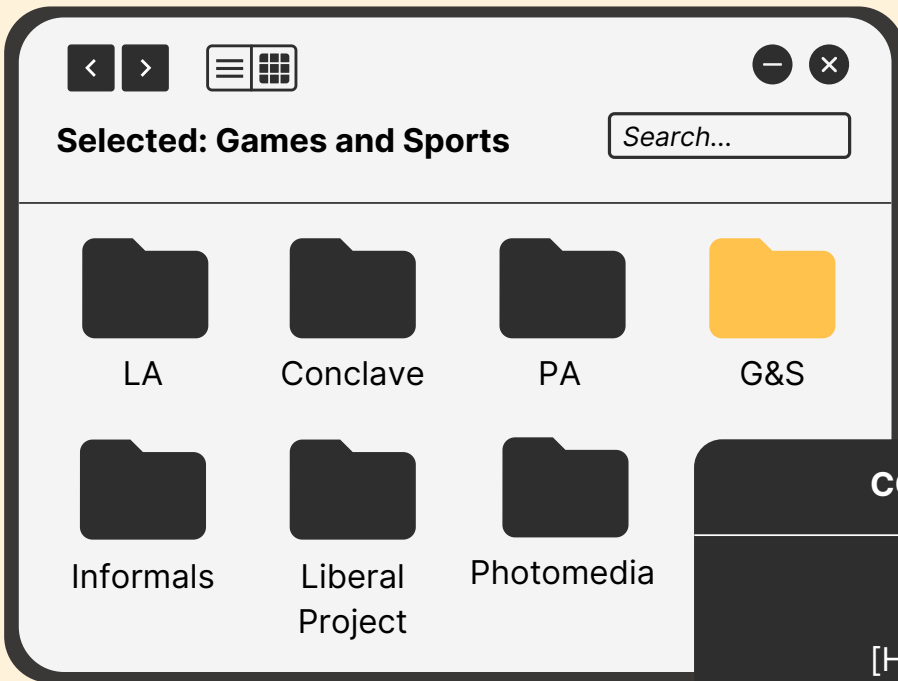 Selected: Games and Sports
Search...
LA
Conclave
PA
G&S
Informals
Liberal
Project
Photomedia